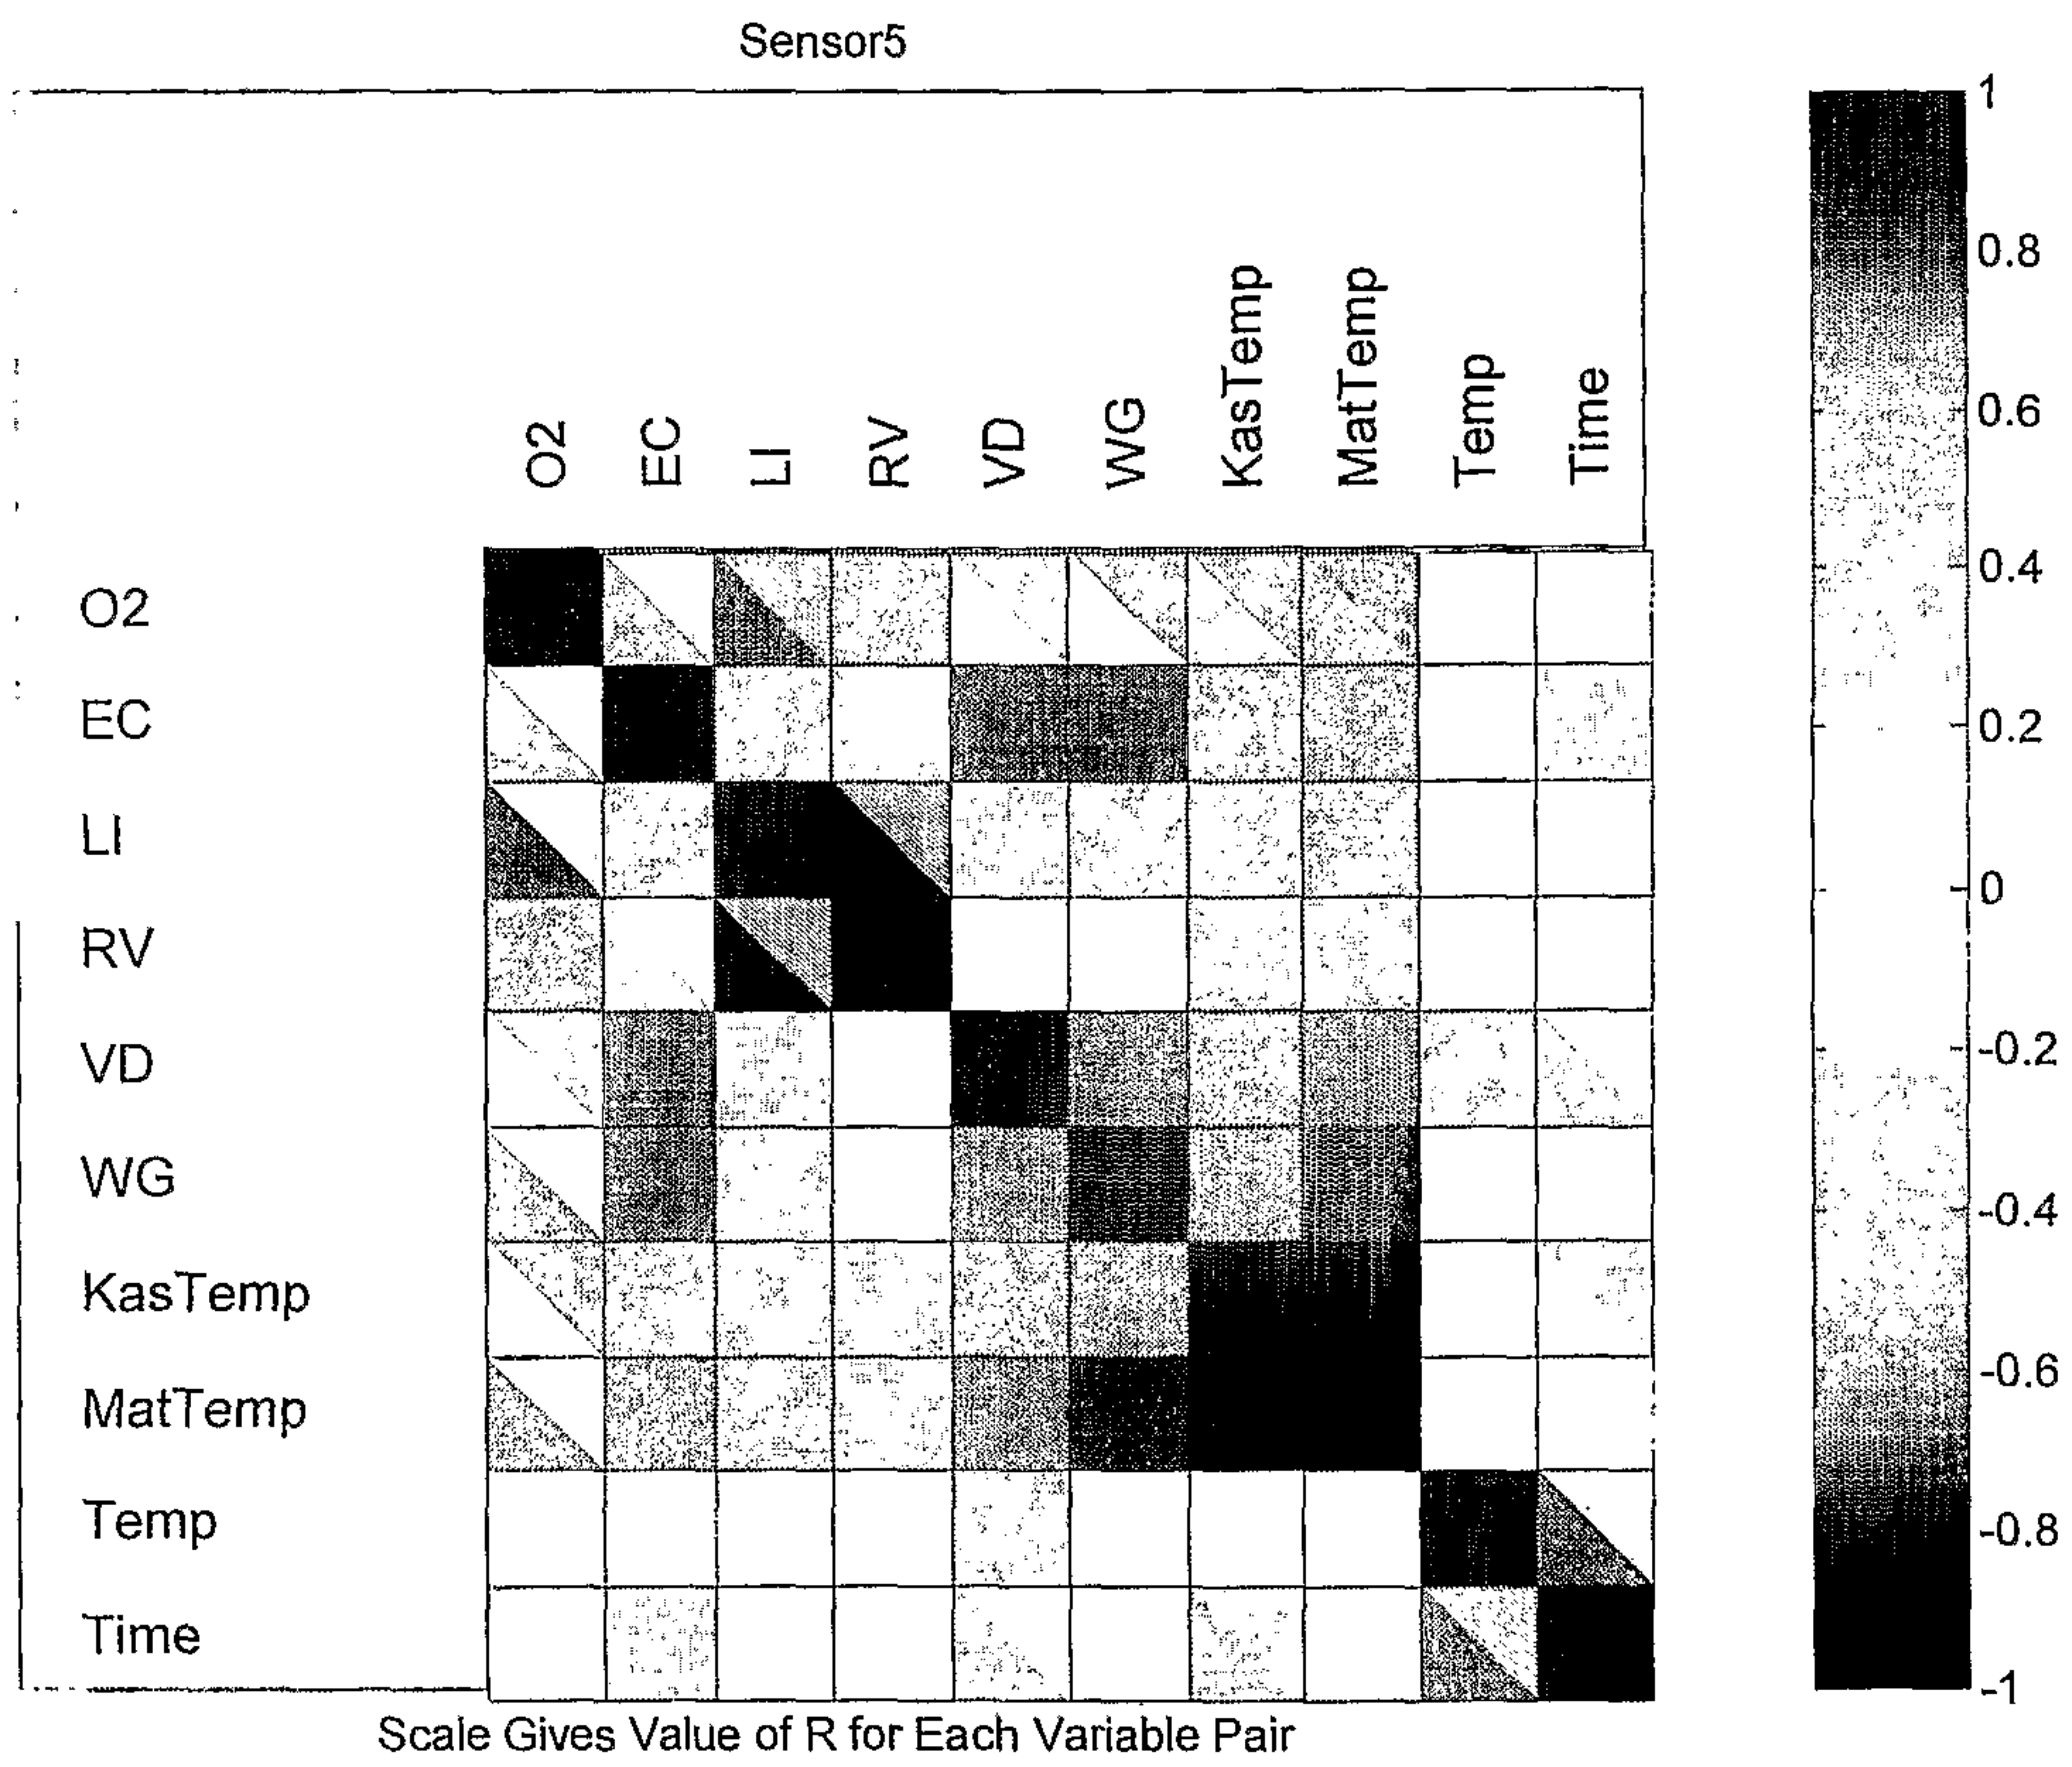 Sensor5
O2 EC LI RV VD WG KasTemp MatTemp Temp Time
O2
EC
LI
RV
VD
WG
KasTemp
MatTemp
Temp
Time
1
0.8
0.6
0.4
0.2
0
-0.2
-0.4
-0.6
-0.8
-1
Scale Gives Value of R for Each Variable Pair